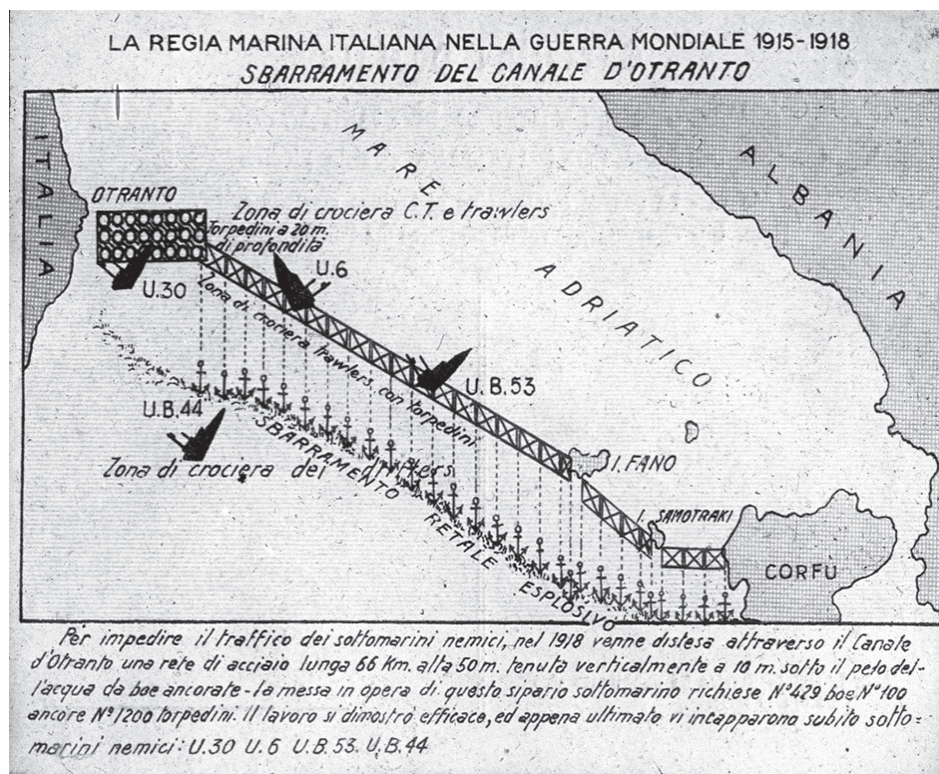 LA REGIA MARINA ITALIANA NELLA GUERRA MONDIALE 1915-1918
SBARRAMENTO DEL CANALE D'OTRANTO
ITALIA
MARE
ADRIATICO
ALBANIA
OTRANTO
Zona di crociera C.T. e trawlers
Torpedini a 20 m.
di profondità
U.6
U.30
Zona di crociera trawlers con torpedini
U.B.53
U.B.44
SBARRAMENTO RETALE ESPLOSIVO
Zona di crociera dei drifters
I. FANO
I. SAMOTRAKI
CORFU
Per impedire il traffico dei sottomarini nemici, nel 1918 venne distesa attraverso il Canale
d'Otranto una rete di acciaio lunga 66 Km. alta 50 m. tenuta verticalmente a 10 m. sotto il pelo del-
l'acqua da boe ancorate - la messa in opera di questo sipario sottomarino richiese N° 429 boe, N° 100
ancore N° 1200 torpedini. Il lavoro si dimostrò efficace, ed appena ultimato vi incapparono subito sotto=
marini nemici: U.30 U.6 U.B.53. U.B.44